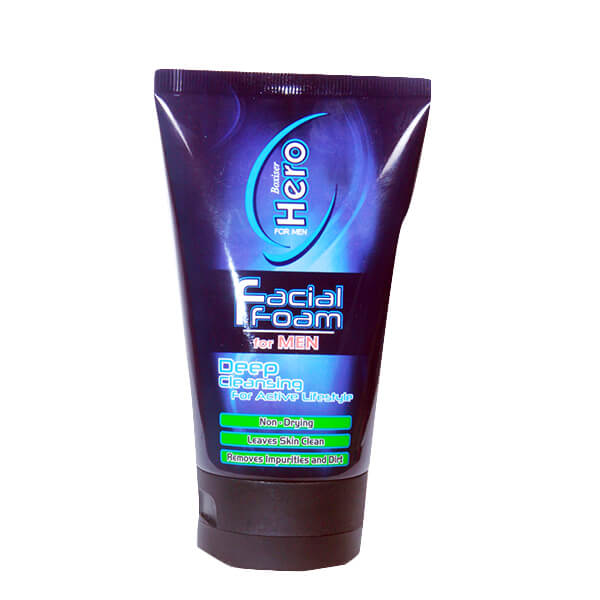 Boxiser
Hero
FOR MEN
Facial
Foam
for MEN
Deep
Cleansing
For Active Lifestyle
Non - Drying
Leaves Skin Clean
Removes Impurities and Dirt